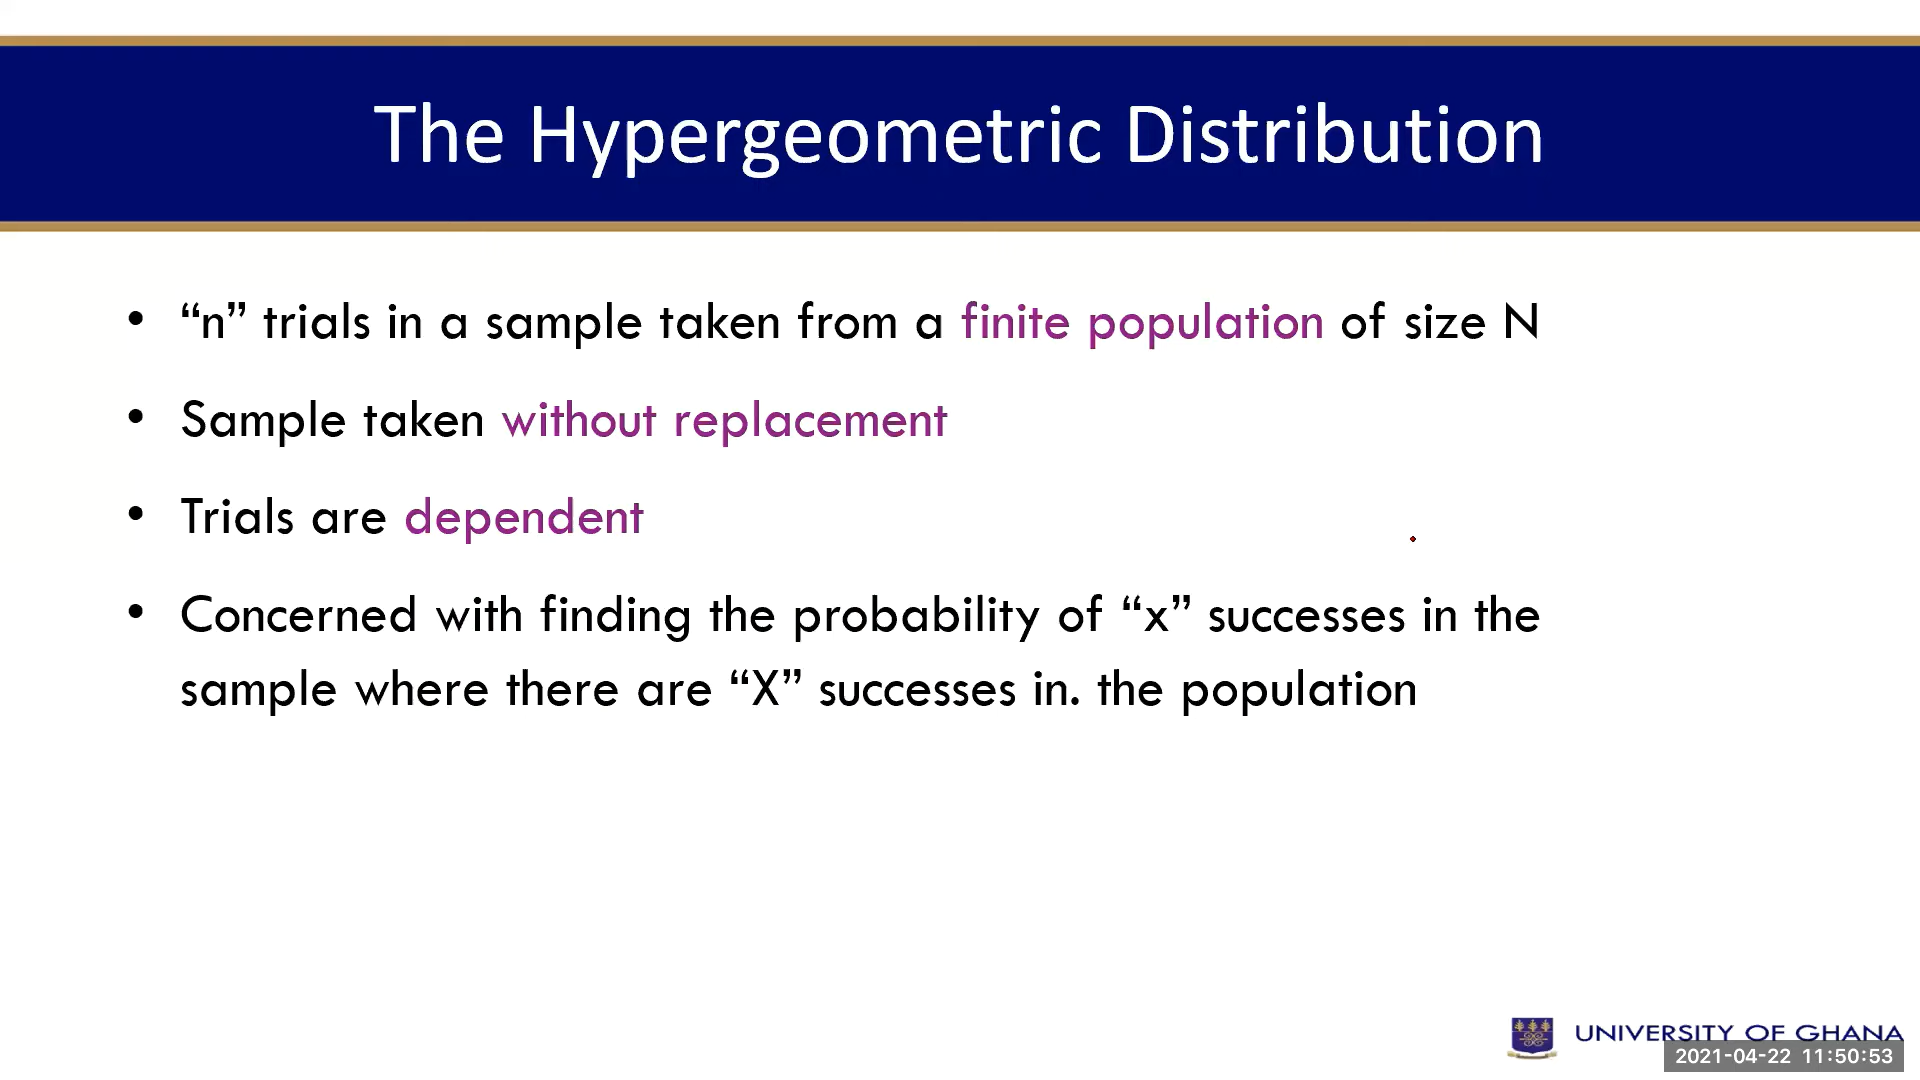 The Hypergeometric Distribution
• “n” trials in a sample taken from a finite population of size N
• Sample taken without replacement
• Trials are dependent
• Concerned with finding the probability of “x” successes in the
sample where there are “X” successes in. the population
UNIVERSITY OF GHANA
2021-04-22 11:50:53